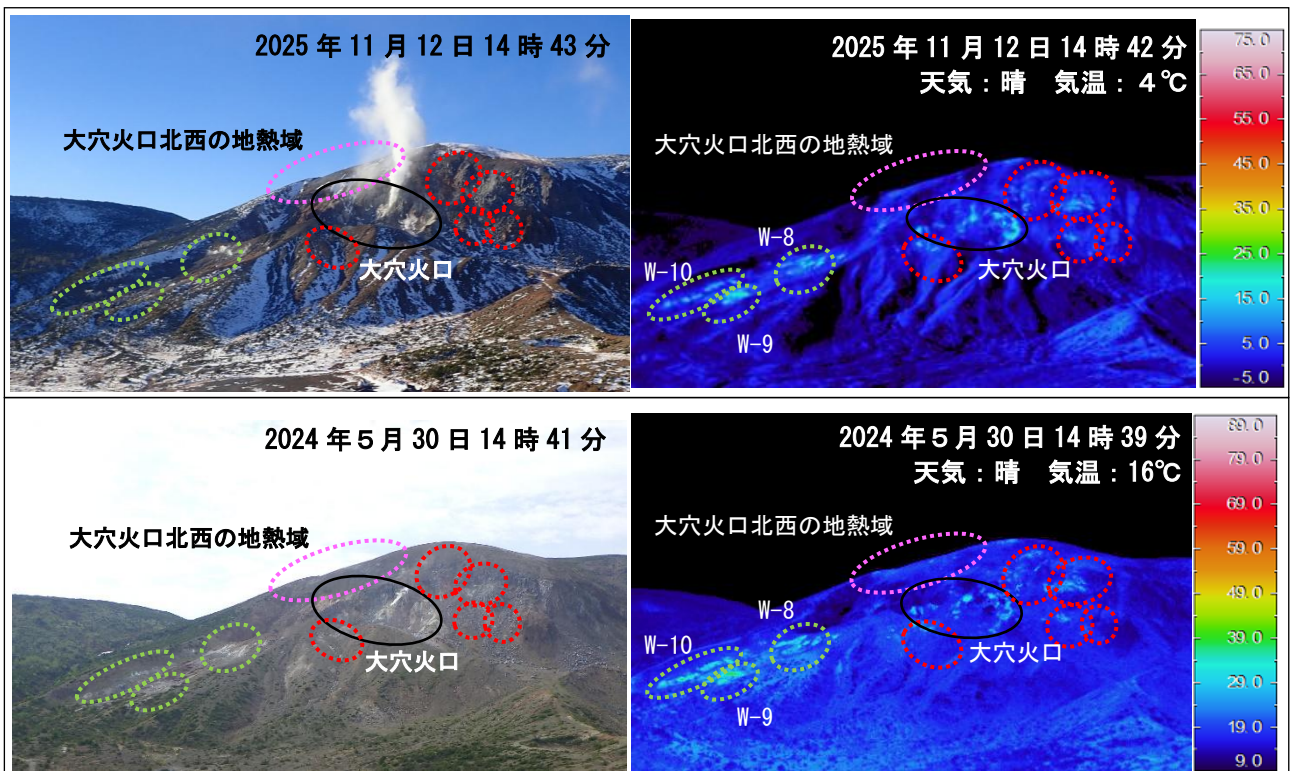 2025年11月12日14時43分
大穴火口北西の地熱域
大穴火口
2025年11月12日14時42分
天気：晴　気温：4℃
大穴火口北西の地熱域
W-8
W-10
大穴火口
W-9
75.0
65.0
55.0
45.0
35.0
25.0
15.0
5.0
-5.0
2024年5月30日14時41分
大穴火口北西の地熱域
大穴火口
2024年5月30日14時39分
天気：晴　気温：16℃
大穴火口北西の地熱域
W-8
W-10
大穴火口
W-9
89.0
79.0
69.0
59.0
49.0
39.0
29.0
19.0
9.0